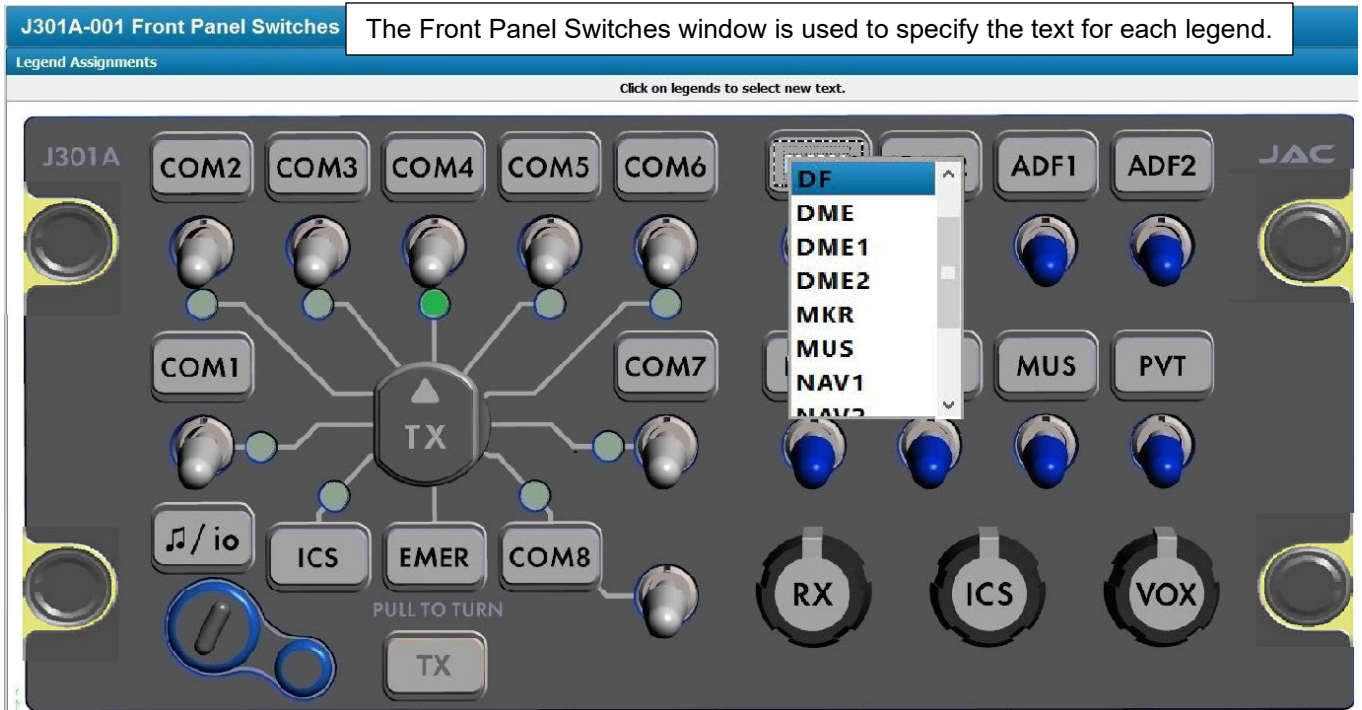 J301A-001 Front Panel Switches
The Front Panel Switches window is used to specify the text for each legend.
Legend Assignments
Click on legends to select new text.
J301A
COM2 COM3 COM4 COM5 COM6 ADF1 ADF2
JAC
DF
DME
DME1
DME2
MKR
MUS
NAV1
COM1 COM7 MUS PVT
TX
♫/io ICS EMER COM8
RX ICS VOX
PULL TO TURN
TX